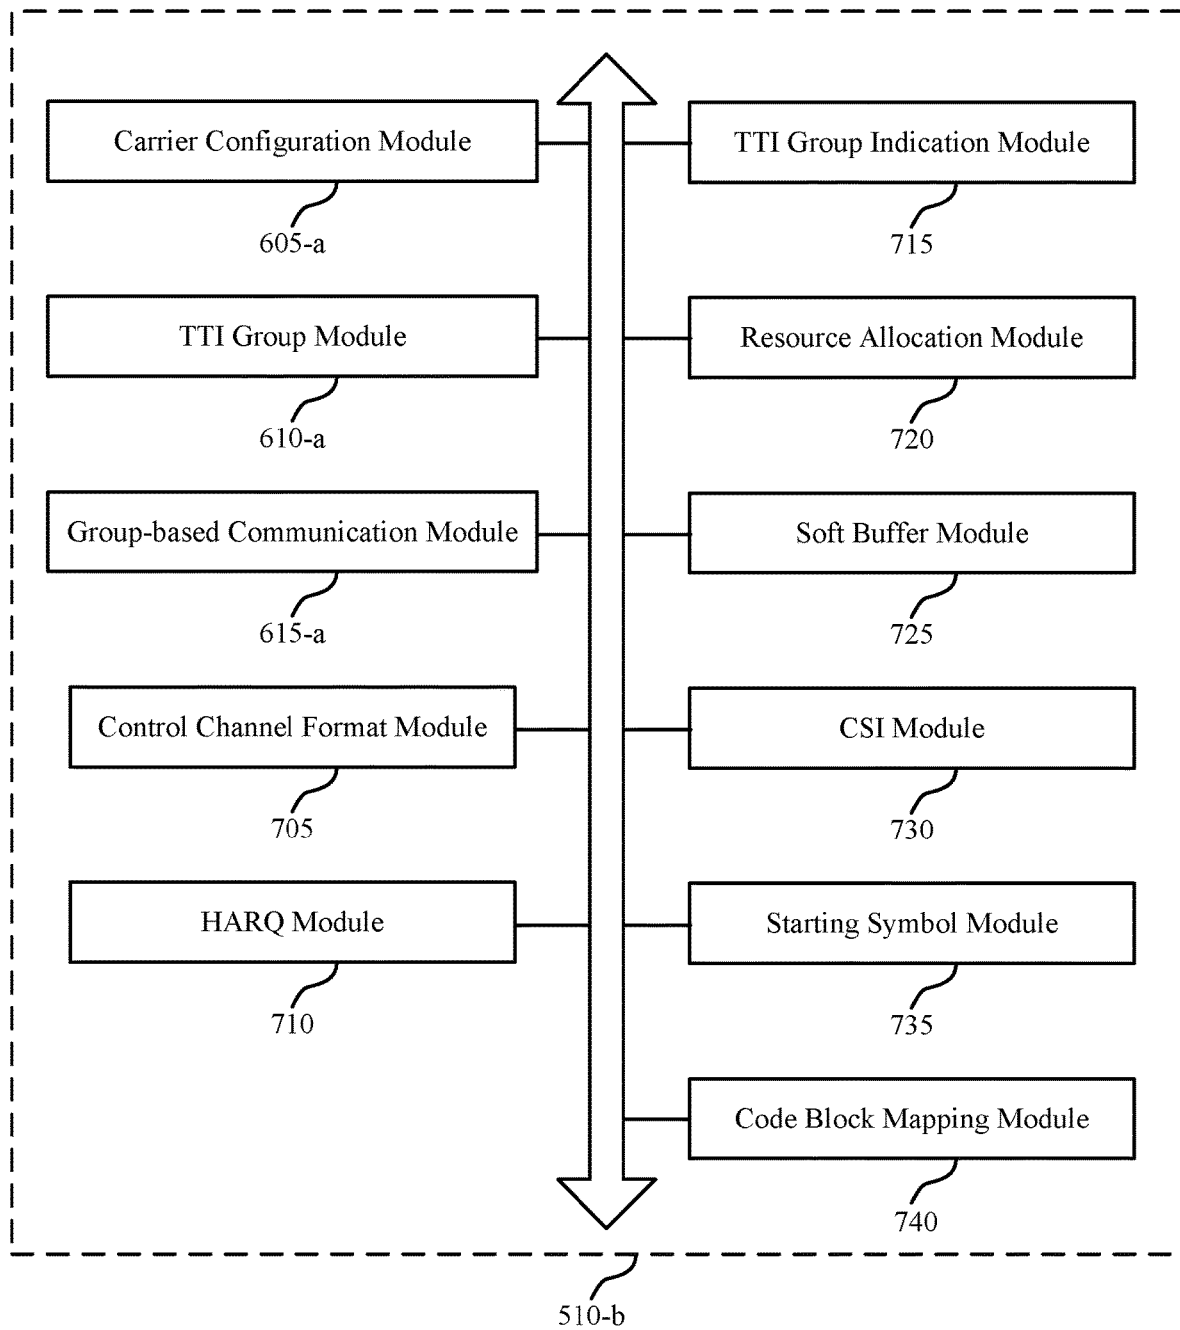 Carrier Configuration Module
605-a
TTI Group Module
610-a
Group-based Communication Module
615-a
Control Channel Format Module
705
HARQ Module
710
TTI Group Indication Module
715
Resource Allocation Module
720
Soft Buffer Module
725
CSI Module
730
Starting Symbol Module
735
Code Block Mapping Module
740
510-b